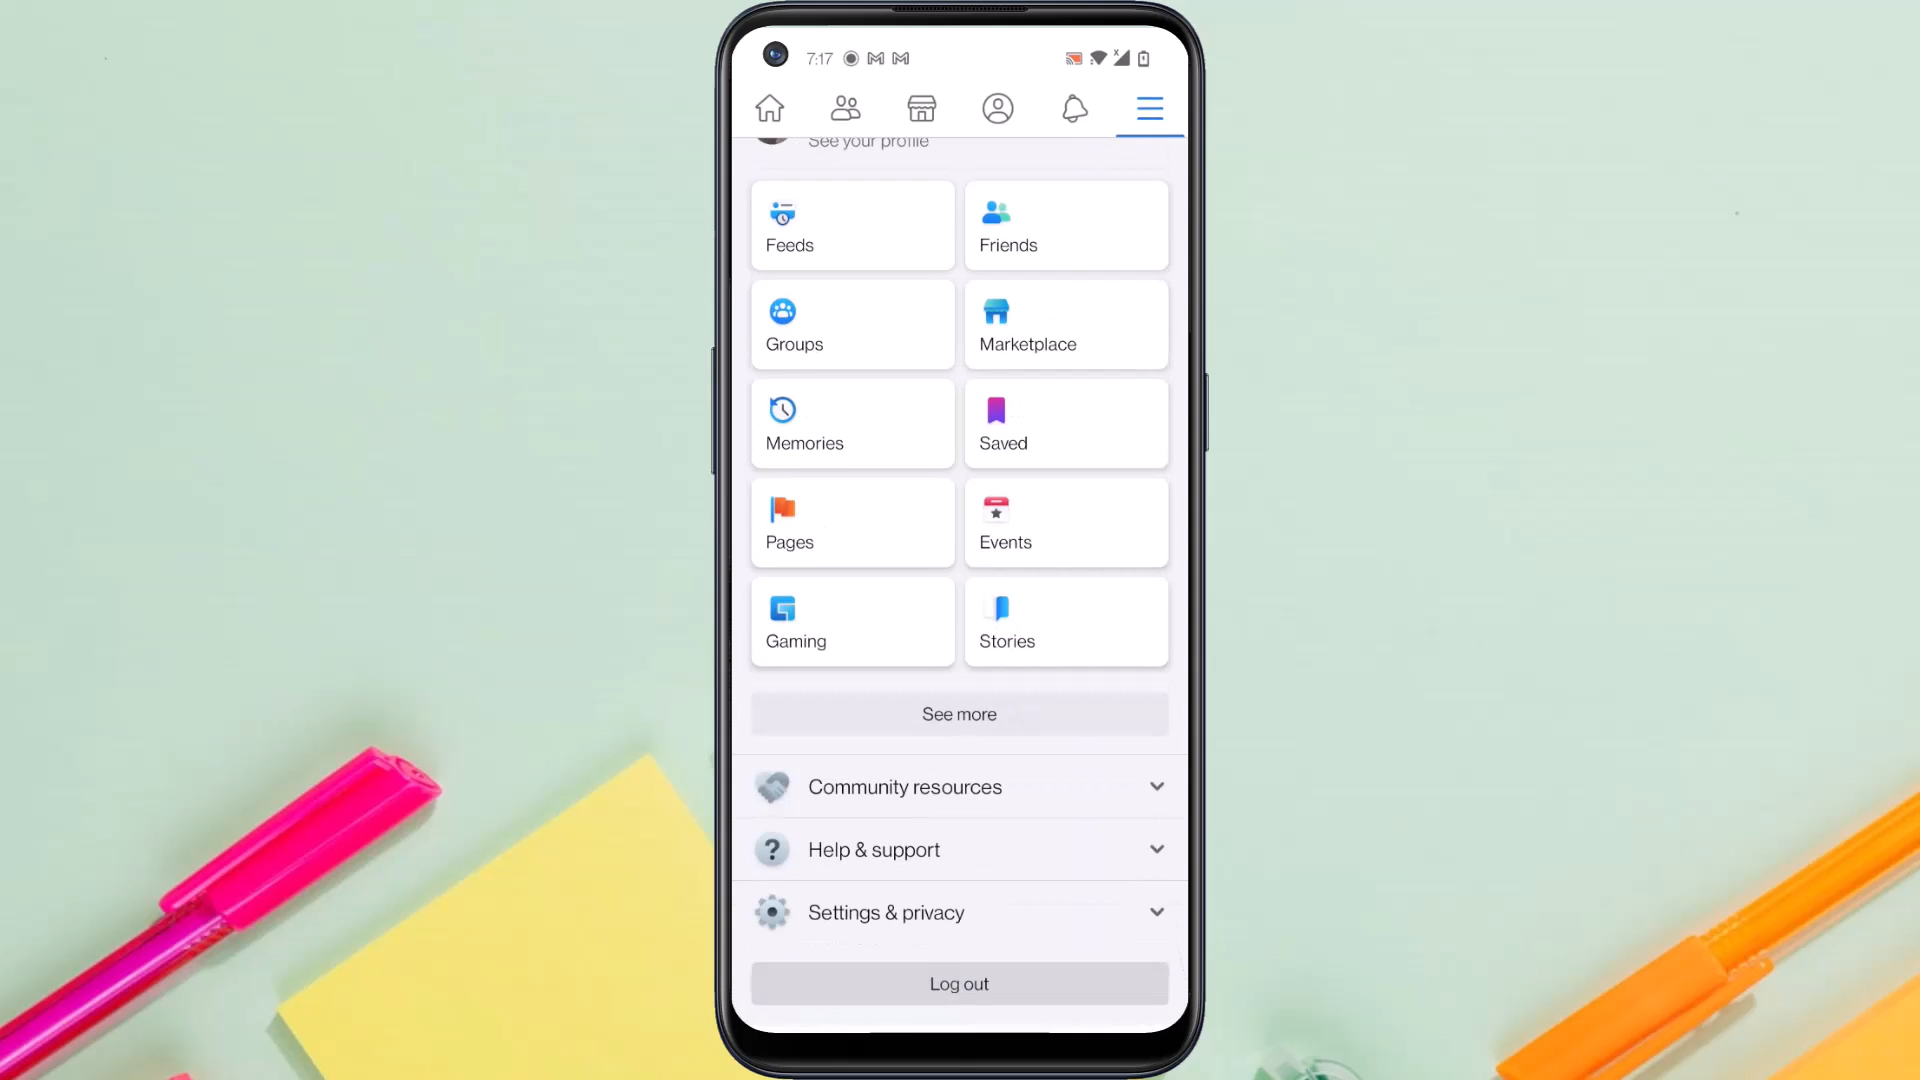 7:17
See your profile
Feeds
Friends
Groups
Marketplace
Memories
Saved
Pages
Events
Gaming
Stories
See more
Community resources
Help & support
Settings & privacy
Log out